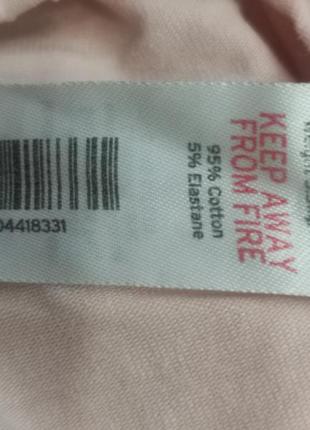 KEEP AWAY
FROM FIRE
95% Cotton
5% Elastane
04418331